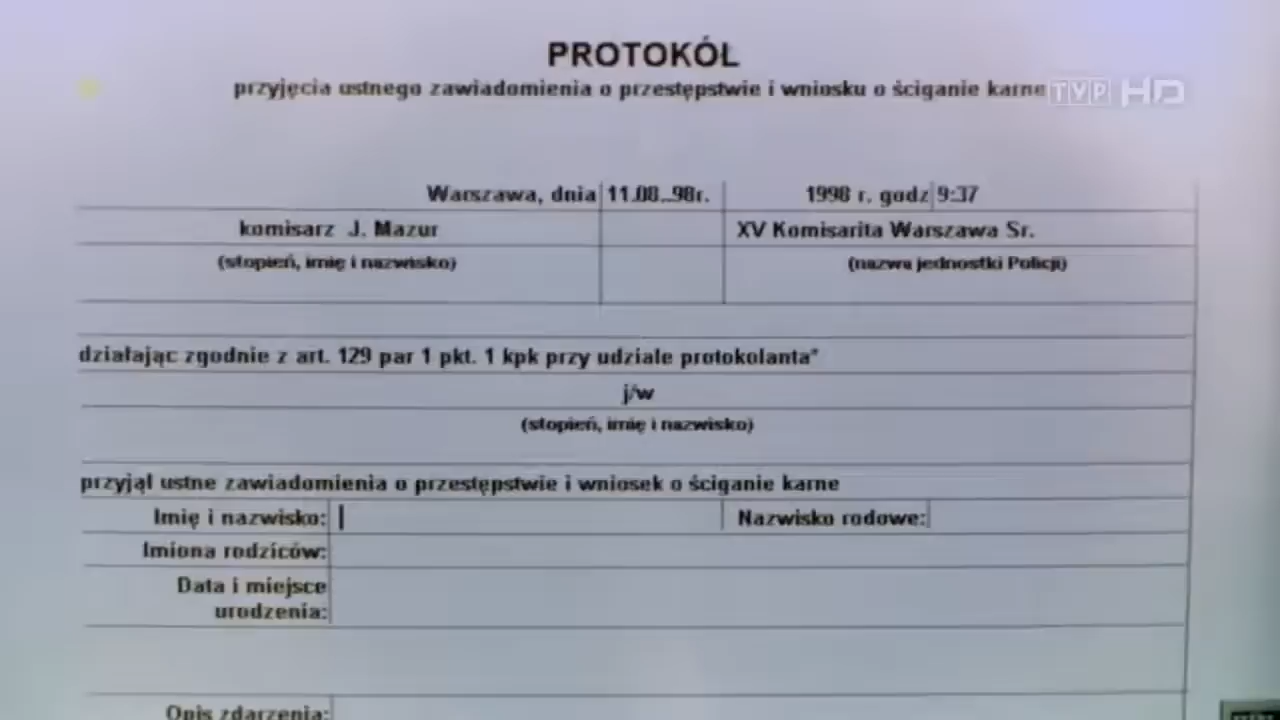 PROTOKÓŁ
przyjęcia ustnego zawiadomienia o przestępstwie i wniosku o ściganie karne
TVP HD
Warszawa, dnia 11.08..98r. 1998 r. godz 9:37
komisarz J. Mazur XV Komisarita Warszawa Sr.
(stopień, imię i nazwisko) (nazwa jednostki Policji)
działając zgodnie z art. 129 par 1 pkt. 1 kpk przy udziale protokolanta*
j/w
(stopień, imię i nazwisko)
przyjął ustne zawiadomienia o przestępstwie i wniosek o ściganie karne
Imię i nazwisko: Nazwisko rodowe:
Imiona rodziców:
Data i miejsce
urodzenia:
Opis zdarzenia: